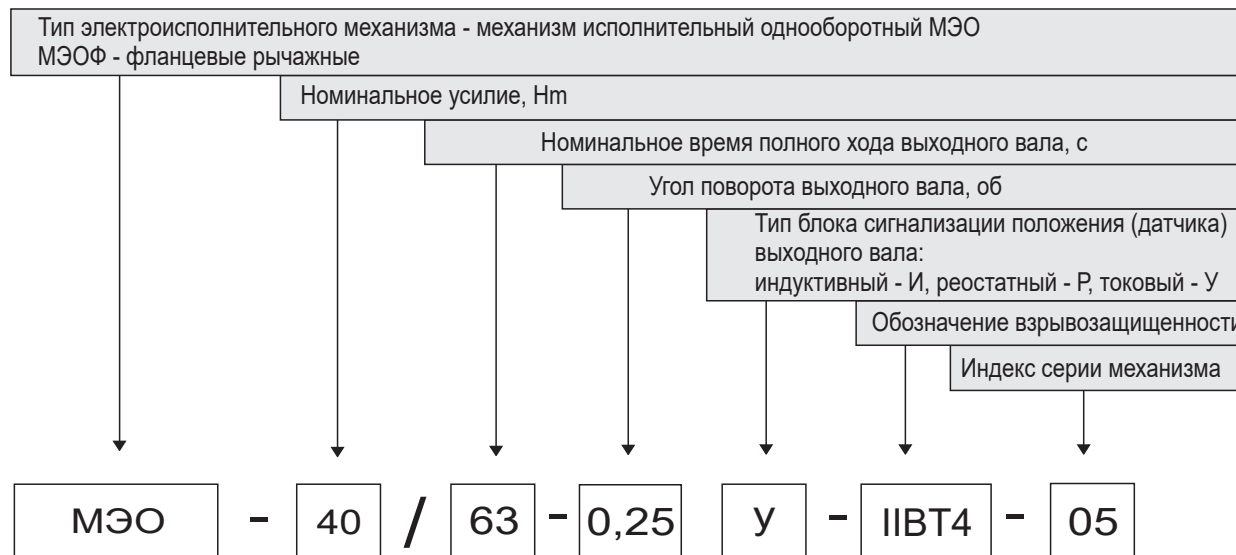 Тип электроисполнительного механизма - механизм исполнительный однооборотный МЭО
МЭОФ - фланцевые рычажные
Номинальное усилие, Hm
Номинальное время полного хода выходного вала, с
Угол поворота выходного вала, об
Тип блока сигнализации положения (датчика)
выходного вала:
индуктивный - И, реостатный - Р, токовый - У
Обозначение взрывозащищенности
Индекс серии механизма
МЭО - 40 / 63 - 0,25 У - IIBT4 - 05